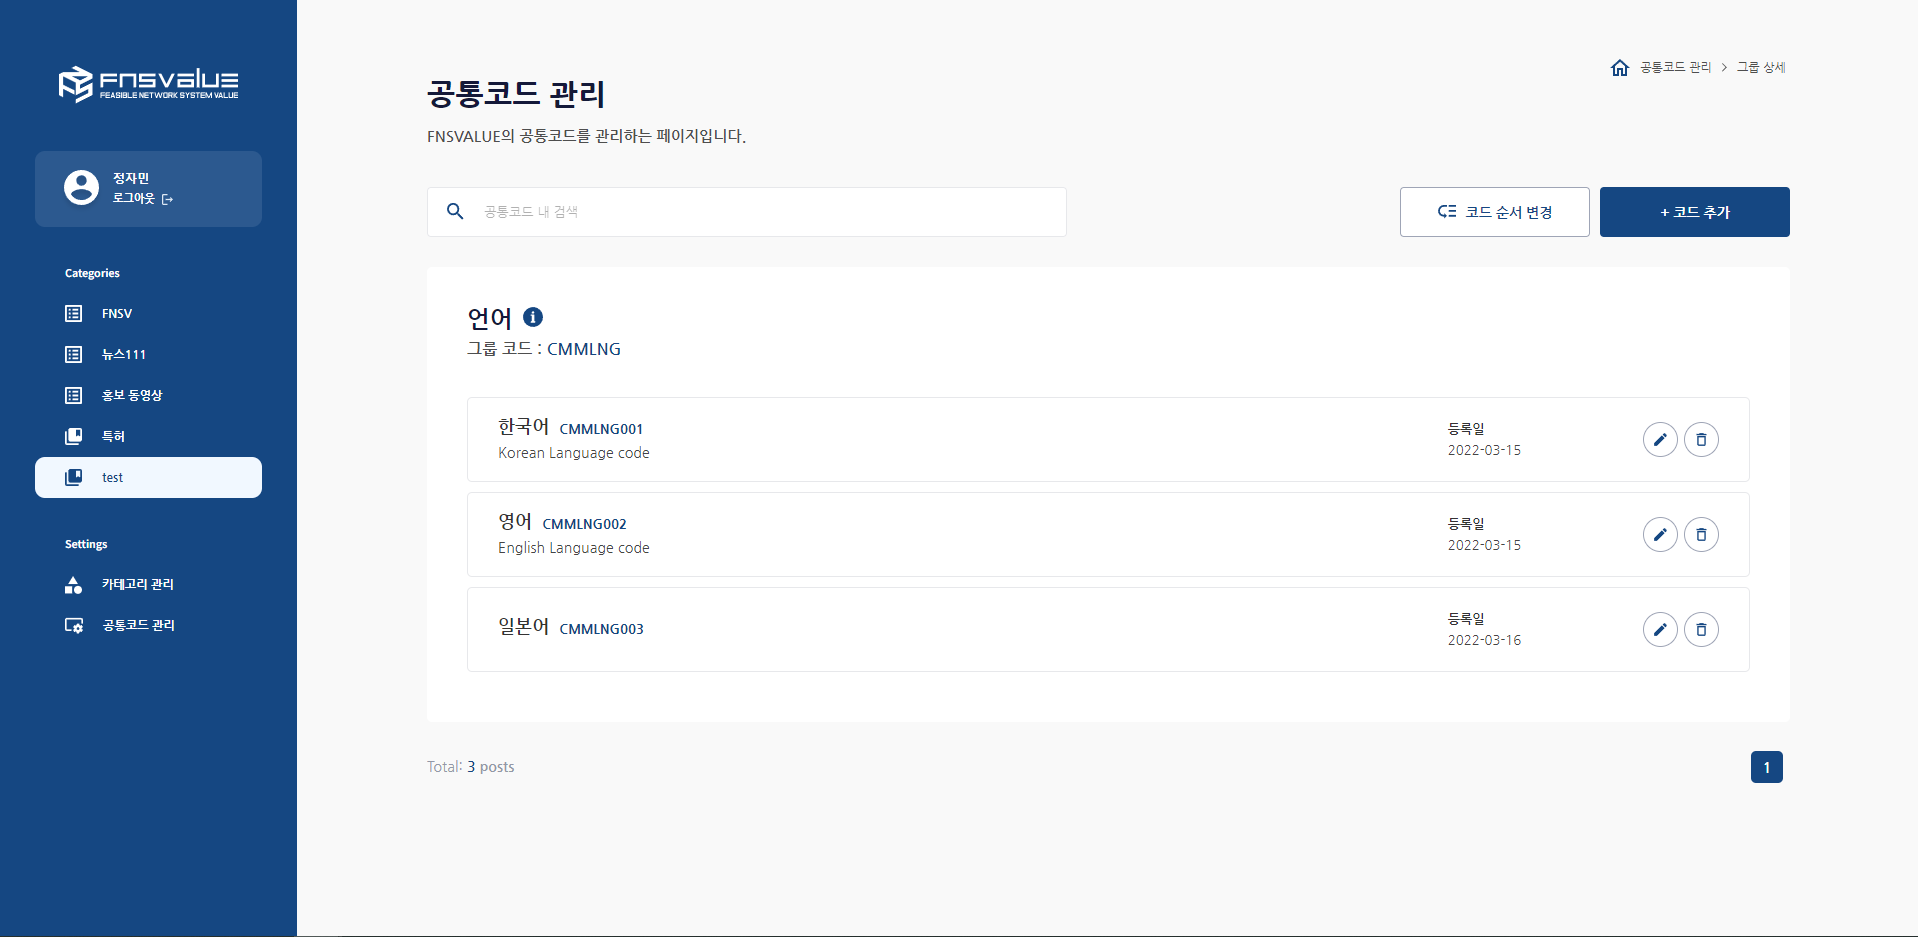 FNSVALUE
FEASIBLE NETWORK SYSTEM VALUE
정자민
로그아웃
Categories
FNSV
뉴스111
홍보 동영상
특허
test
Settings
카테고리 관리
공통코드 관리
공통코드 관리 > 그룹 상세
공통코드 관리
FNSVALUE의 공통코드를 관리하는 페이지입니다.
공통코드 내 검색
코드 순서 변경
+ 코드 추가
언어
그룹 코드 : CMMLNG
한국어 CMMLNG001
Korean Language code
등록일
2022-03-15
영어 CMMLNG002
English Language code
등록일
2022-03-15
일본어 CMMLNG003
등록일
2022-03-16
Total: 3 posts
1